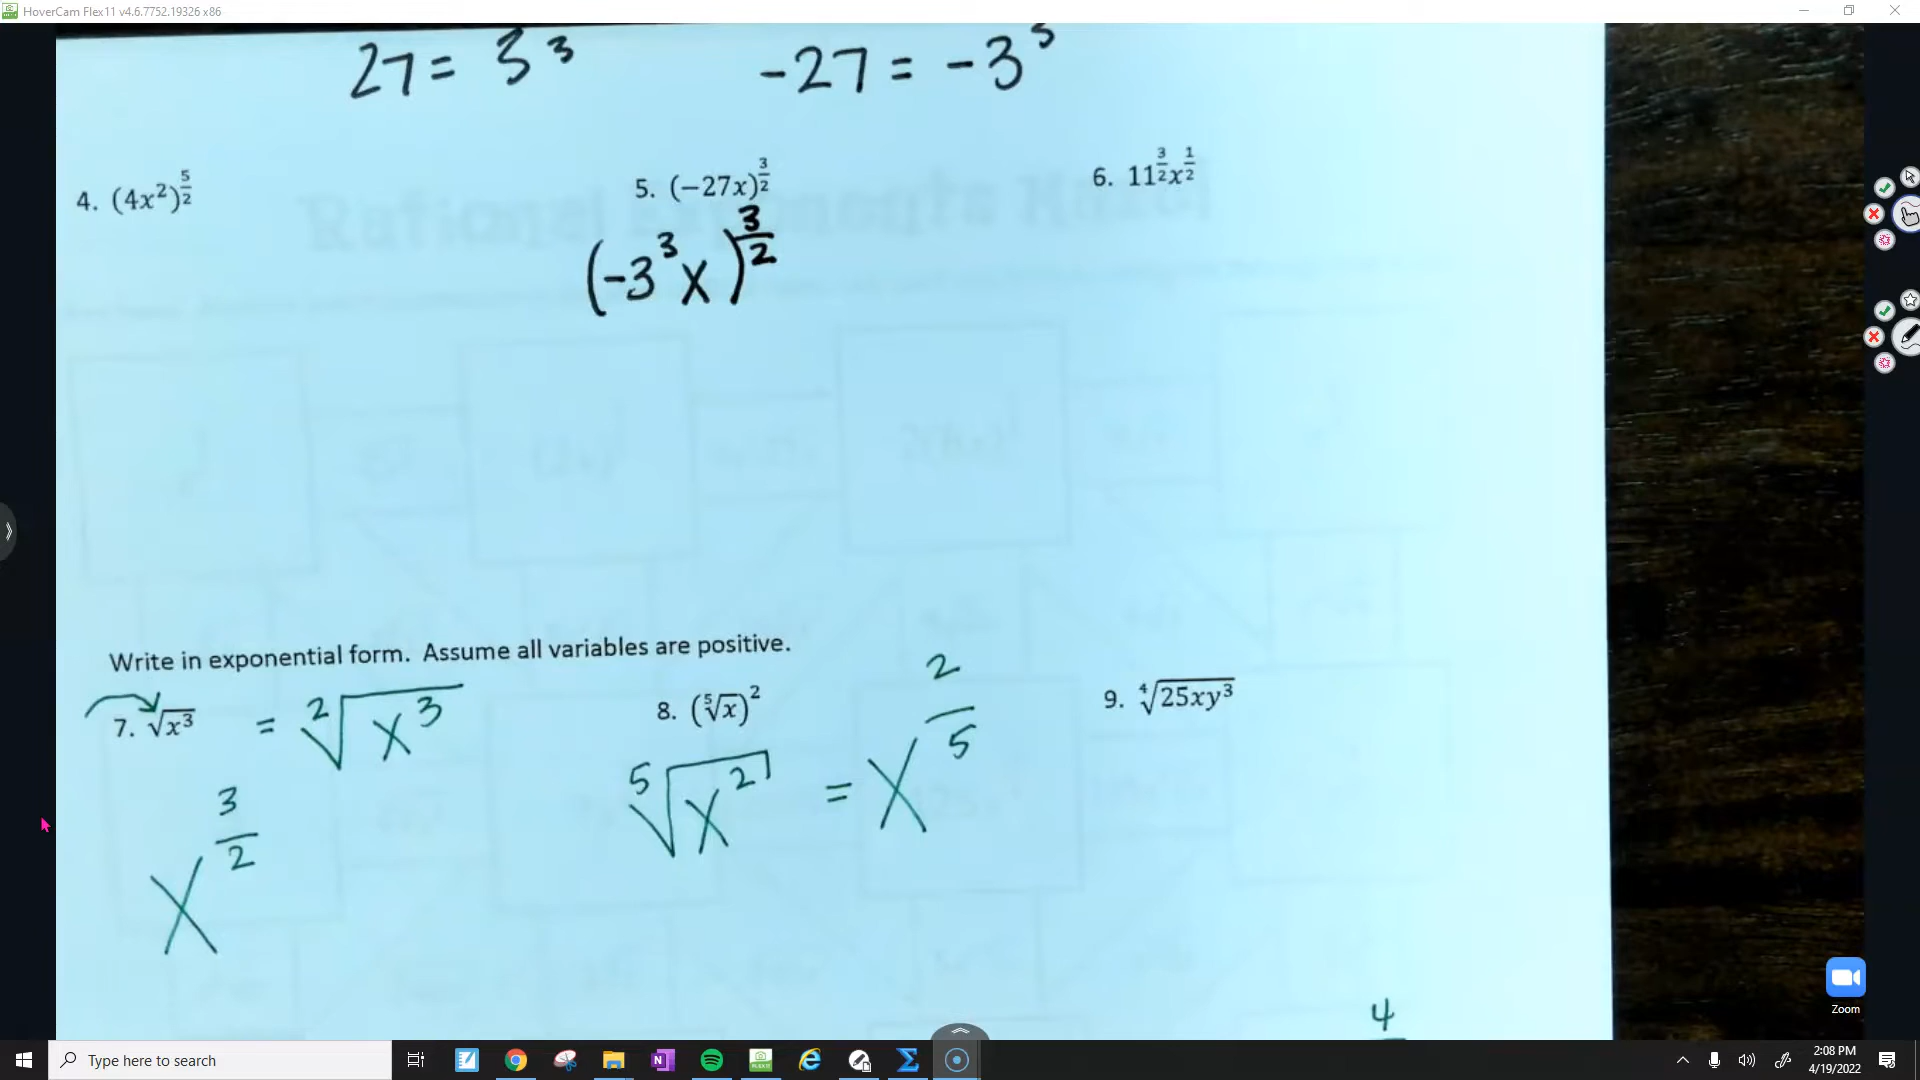 HoverCam Flex11 v4.6.7752.19326 x86
27 = 3³ -27 = -3³
4. (4x²)^(5/2) 5. (−27x)^(3/2) 6. 11^(3/2)x^(1/2)
(-3³x)^(3/2)
Write in exponential form. Assume all variables are positive.
7. √x³ = ²√x³ 8. (⁵√x)² 9. ⁴√25xy³
x^(3/2) ⁵√x² = x^(2/5)
4
Zoom
Type here to search
2:08 PM
4/19/2022